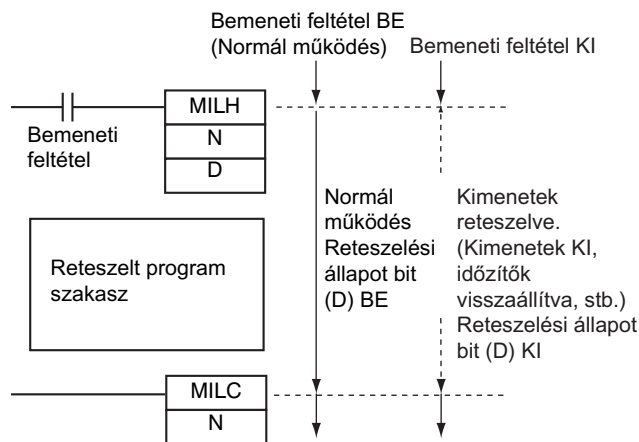 Bemeneti feltétel BE
(Normál működés)
Bemeneti feltétel KI
MILH
N
D
Bemeneti
feltétel
Normál
működés
Reteszelési
állapot bit
(D) BE
Kimenetek
reteszelve.
(Kimenetek KI,
időzítők
visszaállítva, stb.)
Reteszelési állapot
bit (D) KI
Reteszelt program
szakasz
MILC
N